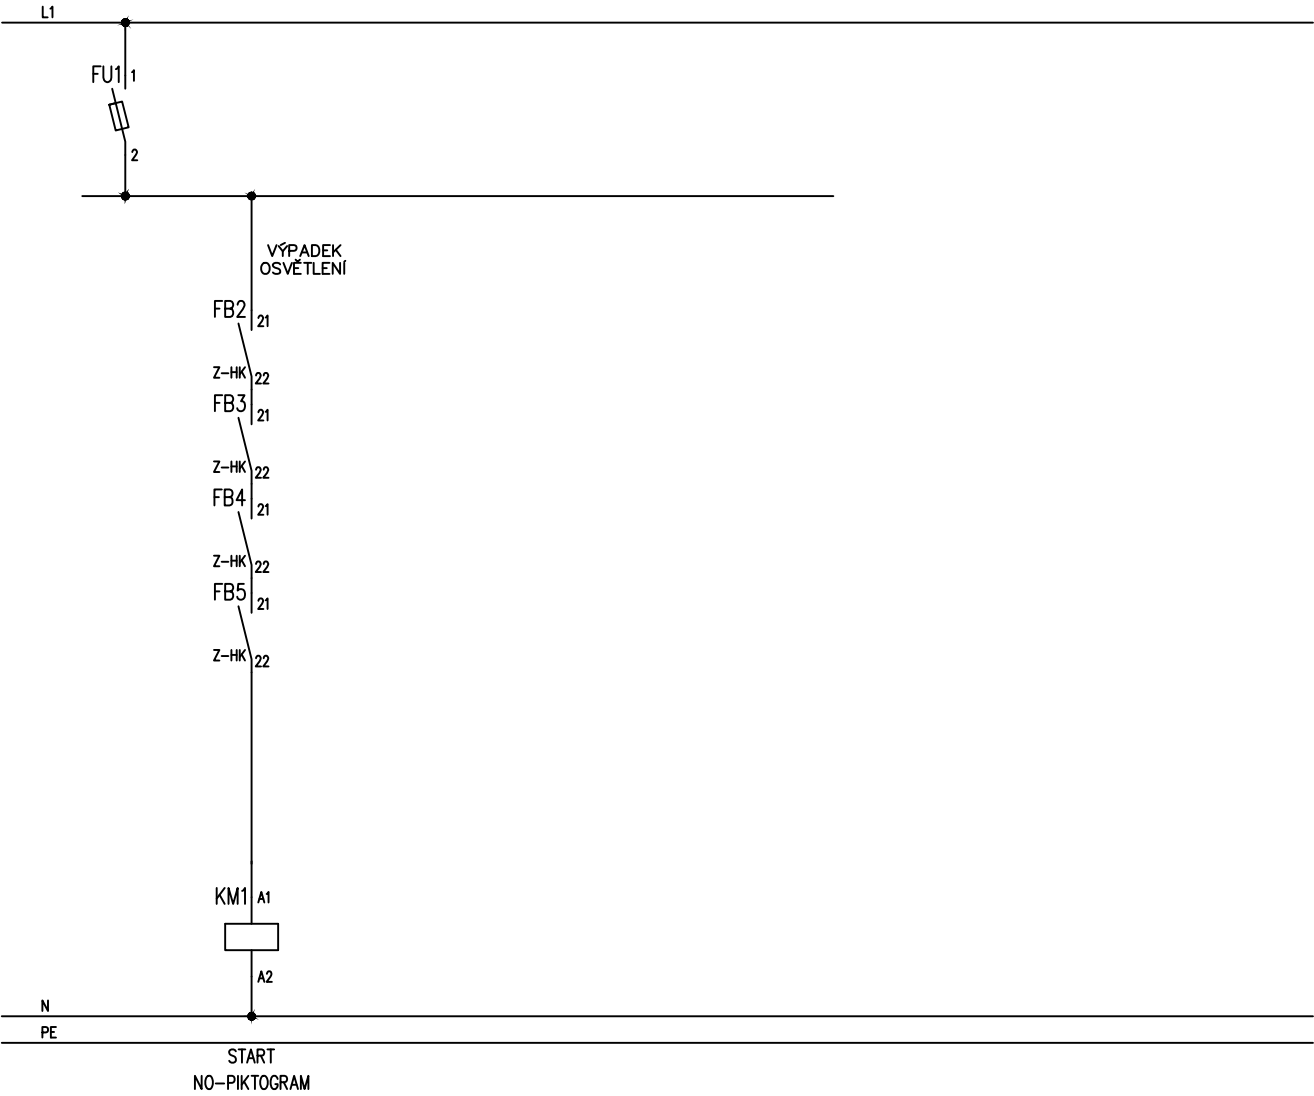 L1
FU1 1
2
VÝPADEK
OSVĚTLENÍ
FB2 21
Z-HK 22
FB3 21
Z-HK 22
FB4 21
Z-HK 22
FB5 21
Z-HK 22
KM1 A1
A2
N
PE
START
NO-PIKTOGRAM